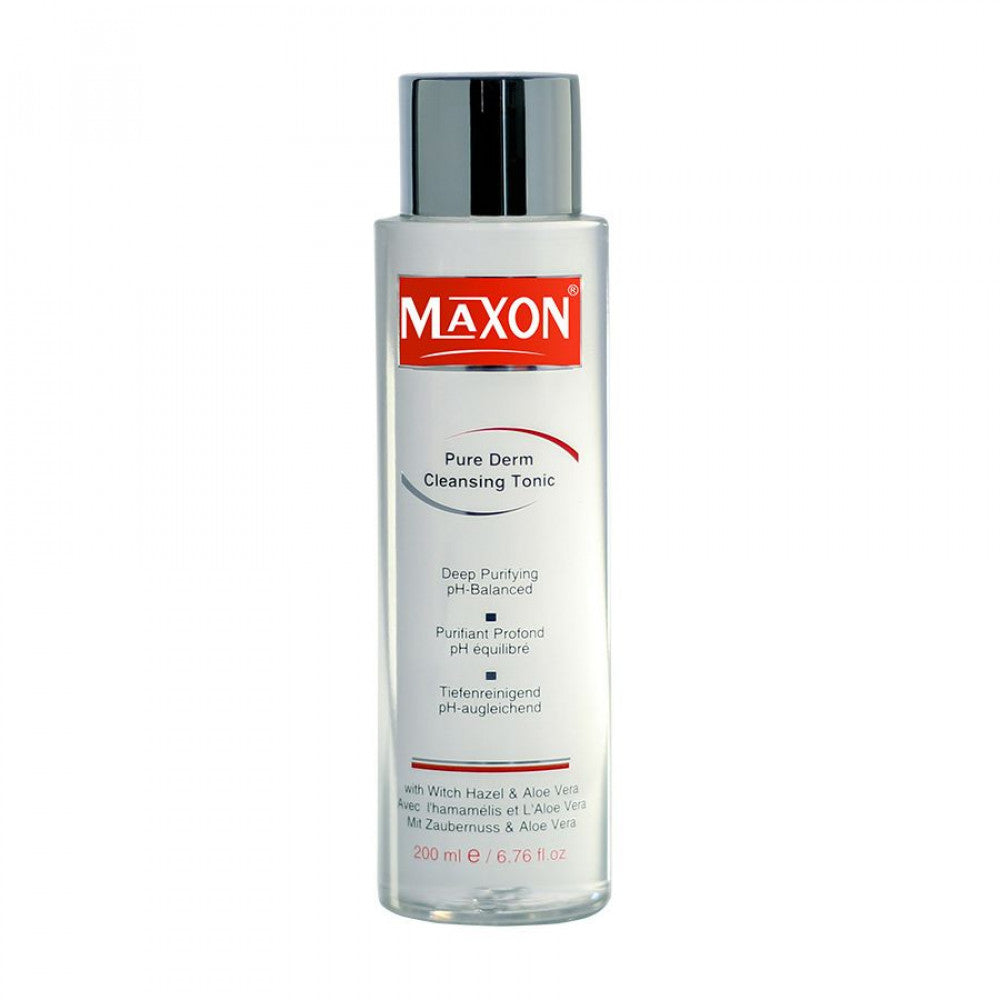 MAXON®
Pure Derm
Cleansing Tonic
Deep Purifying
pH-Balanced
Purifiant Profond
pH équilibré
Tiefenreinigend
pH-augleichend
with Witch Hazel & Aloe Vera
Avec l'hamamélis et L'Aloe Vera
Mit Zaubernuss & Aloe Vera
200 ml ℮ / 6.76 fl.oz